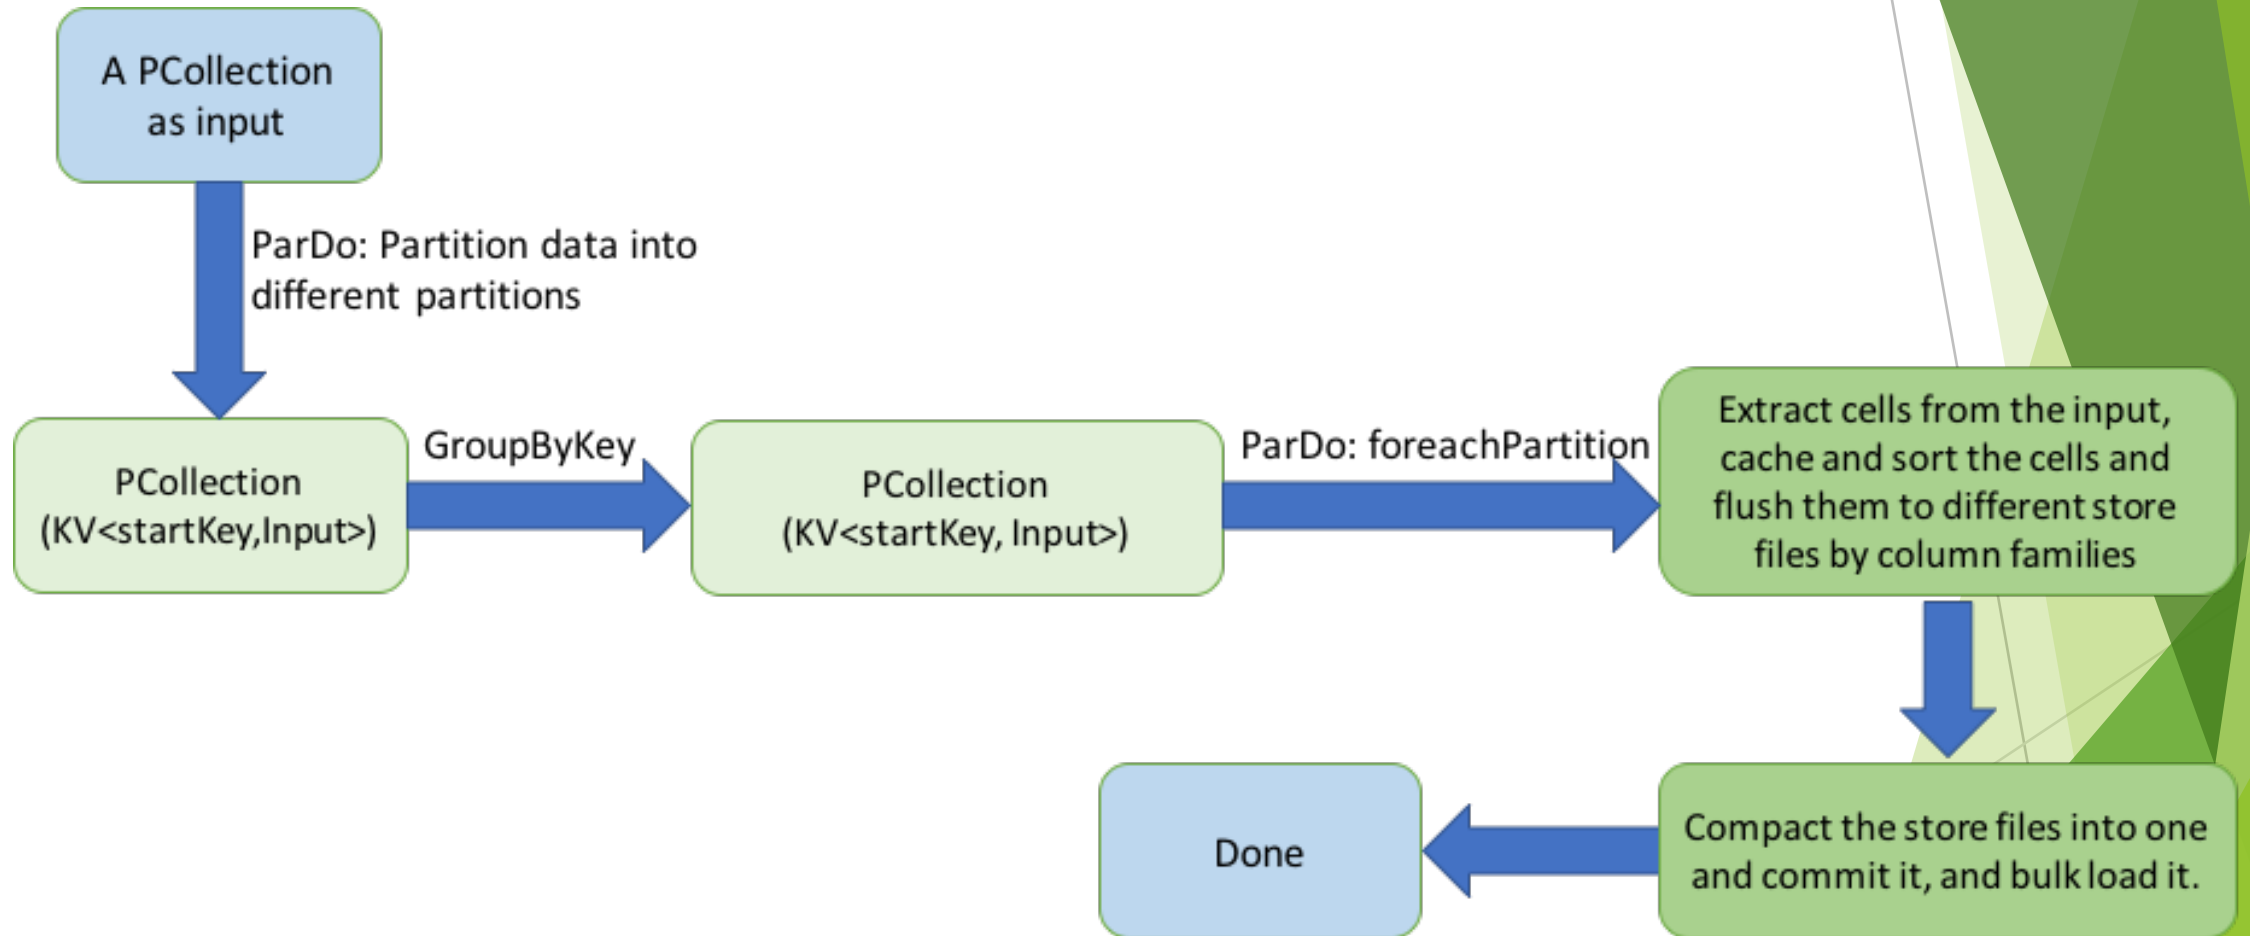 A PCollection
as input
ParDo: Partition data into
different partitions
PCollection
(KV<startKey,Input>)
GroupByKey
PCollection
(KV<startKey, Input>)
ParDo: foreachPartition
Extract cells from the input,
cache and sort the cells and
flush them to different store
files by column families
Compact the store files into one
and commit it, and bulk load it.
Done